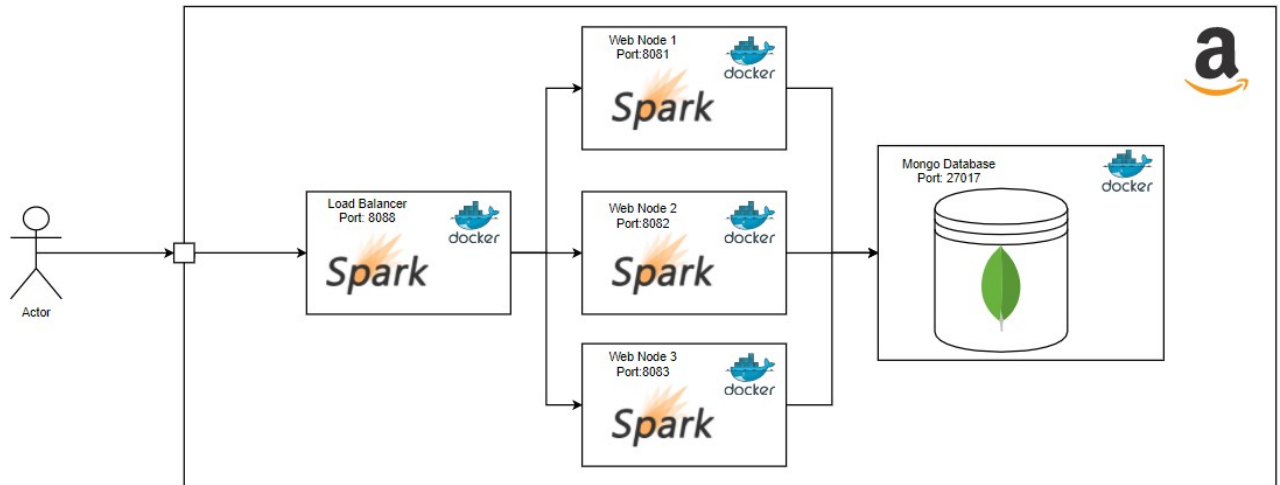 Actor
Load Balancer
Port: 8088
Spark
docker
Web Node 1
Port:8081
Spark
docker
Web Node 2
Port:8082
Spark
docker
Web Node 3
Port:8083
Spark
docker
Mongo Database
Port: 27017
docker
a